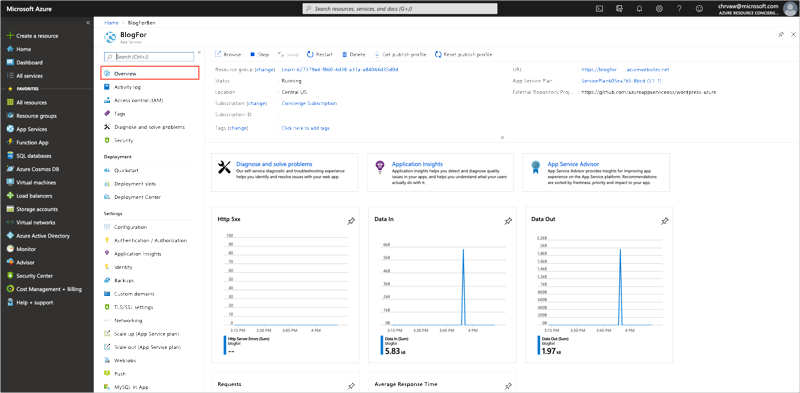 Microsoft Azure
Search resources, services, and docs (G+/)
chrvaw@microsoft.com
AZURE RESOURCE CONCIERG...
Home
BlogForBen
BlogFor
App Service
Create a resource
Home
Dashboard
All services
FAVORITES
All resources
Resource groups
App Services
Function App
SQL databases
Azure Cosmos DB
Virtual machines
Load balancers
Storage accounts
Virtual networks
Azure Active Directory
Monitor
Advisor
Security Center
Cost Management + Billing
Help + support
Search (Ctrl+/)
Overview
Activity log
Access control (IAM)
Tags
Diagnose and solve problems
Security
Deployment
Quickstart
Deployment slots
Deployment Center
Settings
Configuration
Authentication / Authorization
Application Insights
Identity
Backups
Custom domains
TLS/SSL settings
Networking
Scale up (App Service plan)
Scale out (App Service plan)
WebJobs
Push
MySQL In App
Browse Stop Swap Restart Delete Get publish profile Reset publish profile
Resource group (change)
Status : Running
Location : Central US
Subscription (change) : Concierge Subscription
Subscription ID :
Tags (change) : Click here to add tags
URL : https://blogfor azurewebsites.net
App Service Plan
External Repository Proj... : https://github.com/azureappserviceoss/wordpress-azure
Diagnose and solve problems
Our self-service diagnostic and troubleshooting experience
helps you identify and resolve issues with your web app.
Application Insights
Application Insights helps you detect and diagnose quality
issues in your apps, and helps you understand what your users
actually do with it.
App Service Advisor
App Service Advisor provides insights for improving app
experience on the App Service platform. Recommendations
are sorted by freshness, priority and impact to your app.
Http 5xx
100
90
80
70
60
50
40
30
20
10
0
3:15 PM 3:30 PM 3:45 PM 4 PM
Http Server Errors (Sum)
blogfor
--
Data In
6kB
5kB
4kB
3kB
2kB
1kB
0B
3:15 PM 3:30 PM 3:45 PM 4 PM
Data In (Sum)
blogfor
5.83 kB
Data Out
2.2kB
2kB
1.8kB
1.6kB
1.4kB
1.2kB
1kB
800B
600B
400B
200B
0B
3:15 PM 3:30 PM 3:45 PM 4 PM
Data Out (Sum)
blogfor
1.97 kB
Requests
Average Response Time